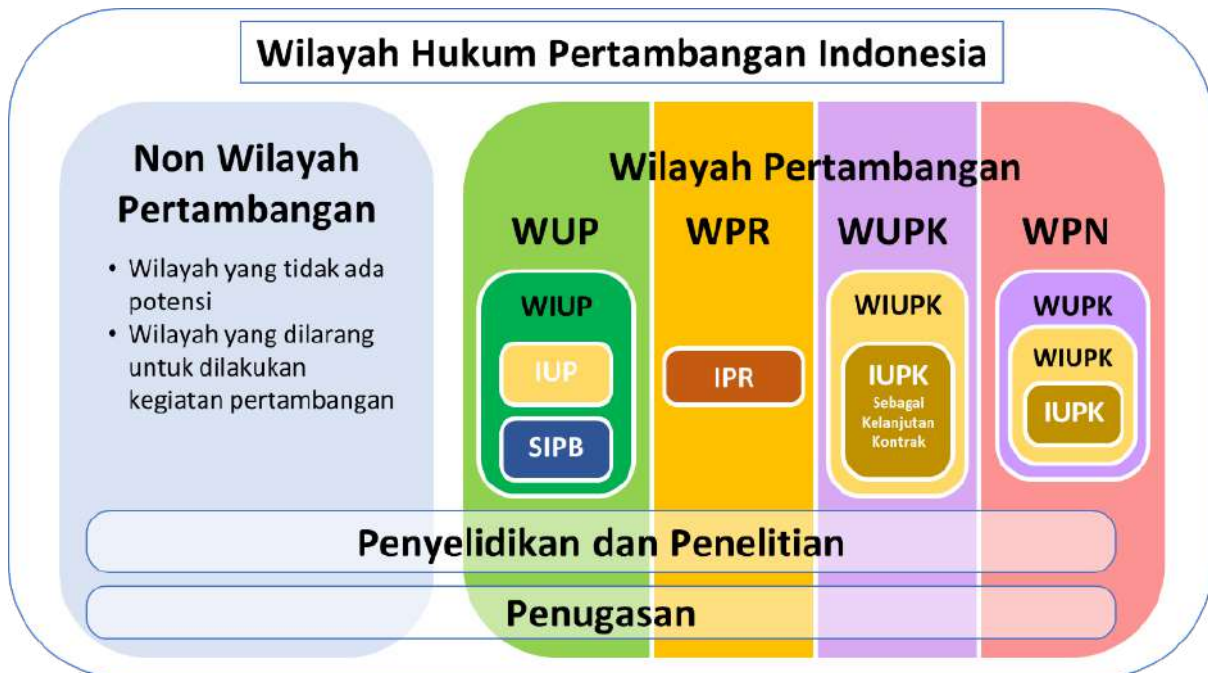 Wilayah Hukum Pertambangan Indonesia
Non Wilayah
Pertambangan
• Wilayah yang tidak ada
potensi
• Wilayah yang dilarang
untuk dilakukan
kegiatan pertambangan
Wilayah Pertambangan
WUP
WIUP
IUP
SIPB
WPR
IPR
WUPK
WIUPK
IUPK
Sebagai
Kelanjutan
Kontrak
WPN
WUPK
WIUPK
IUPK
Penyelidikan dan Penelitian
Penugasan